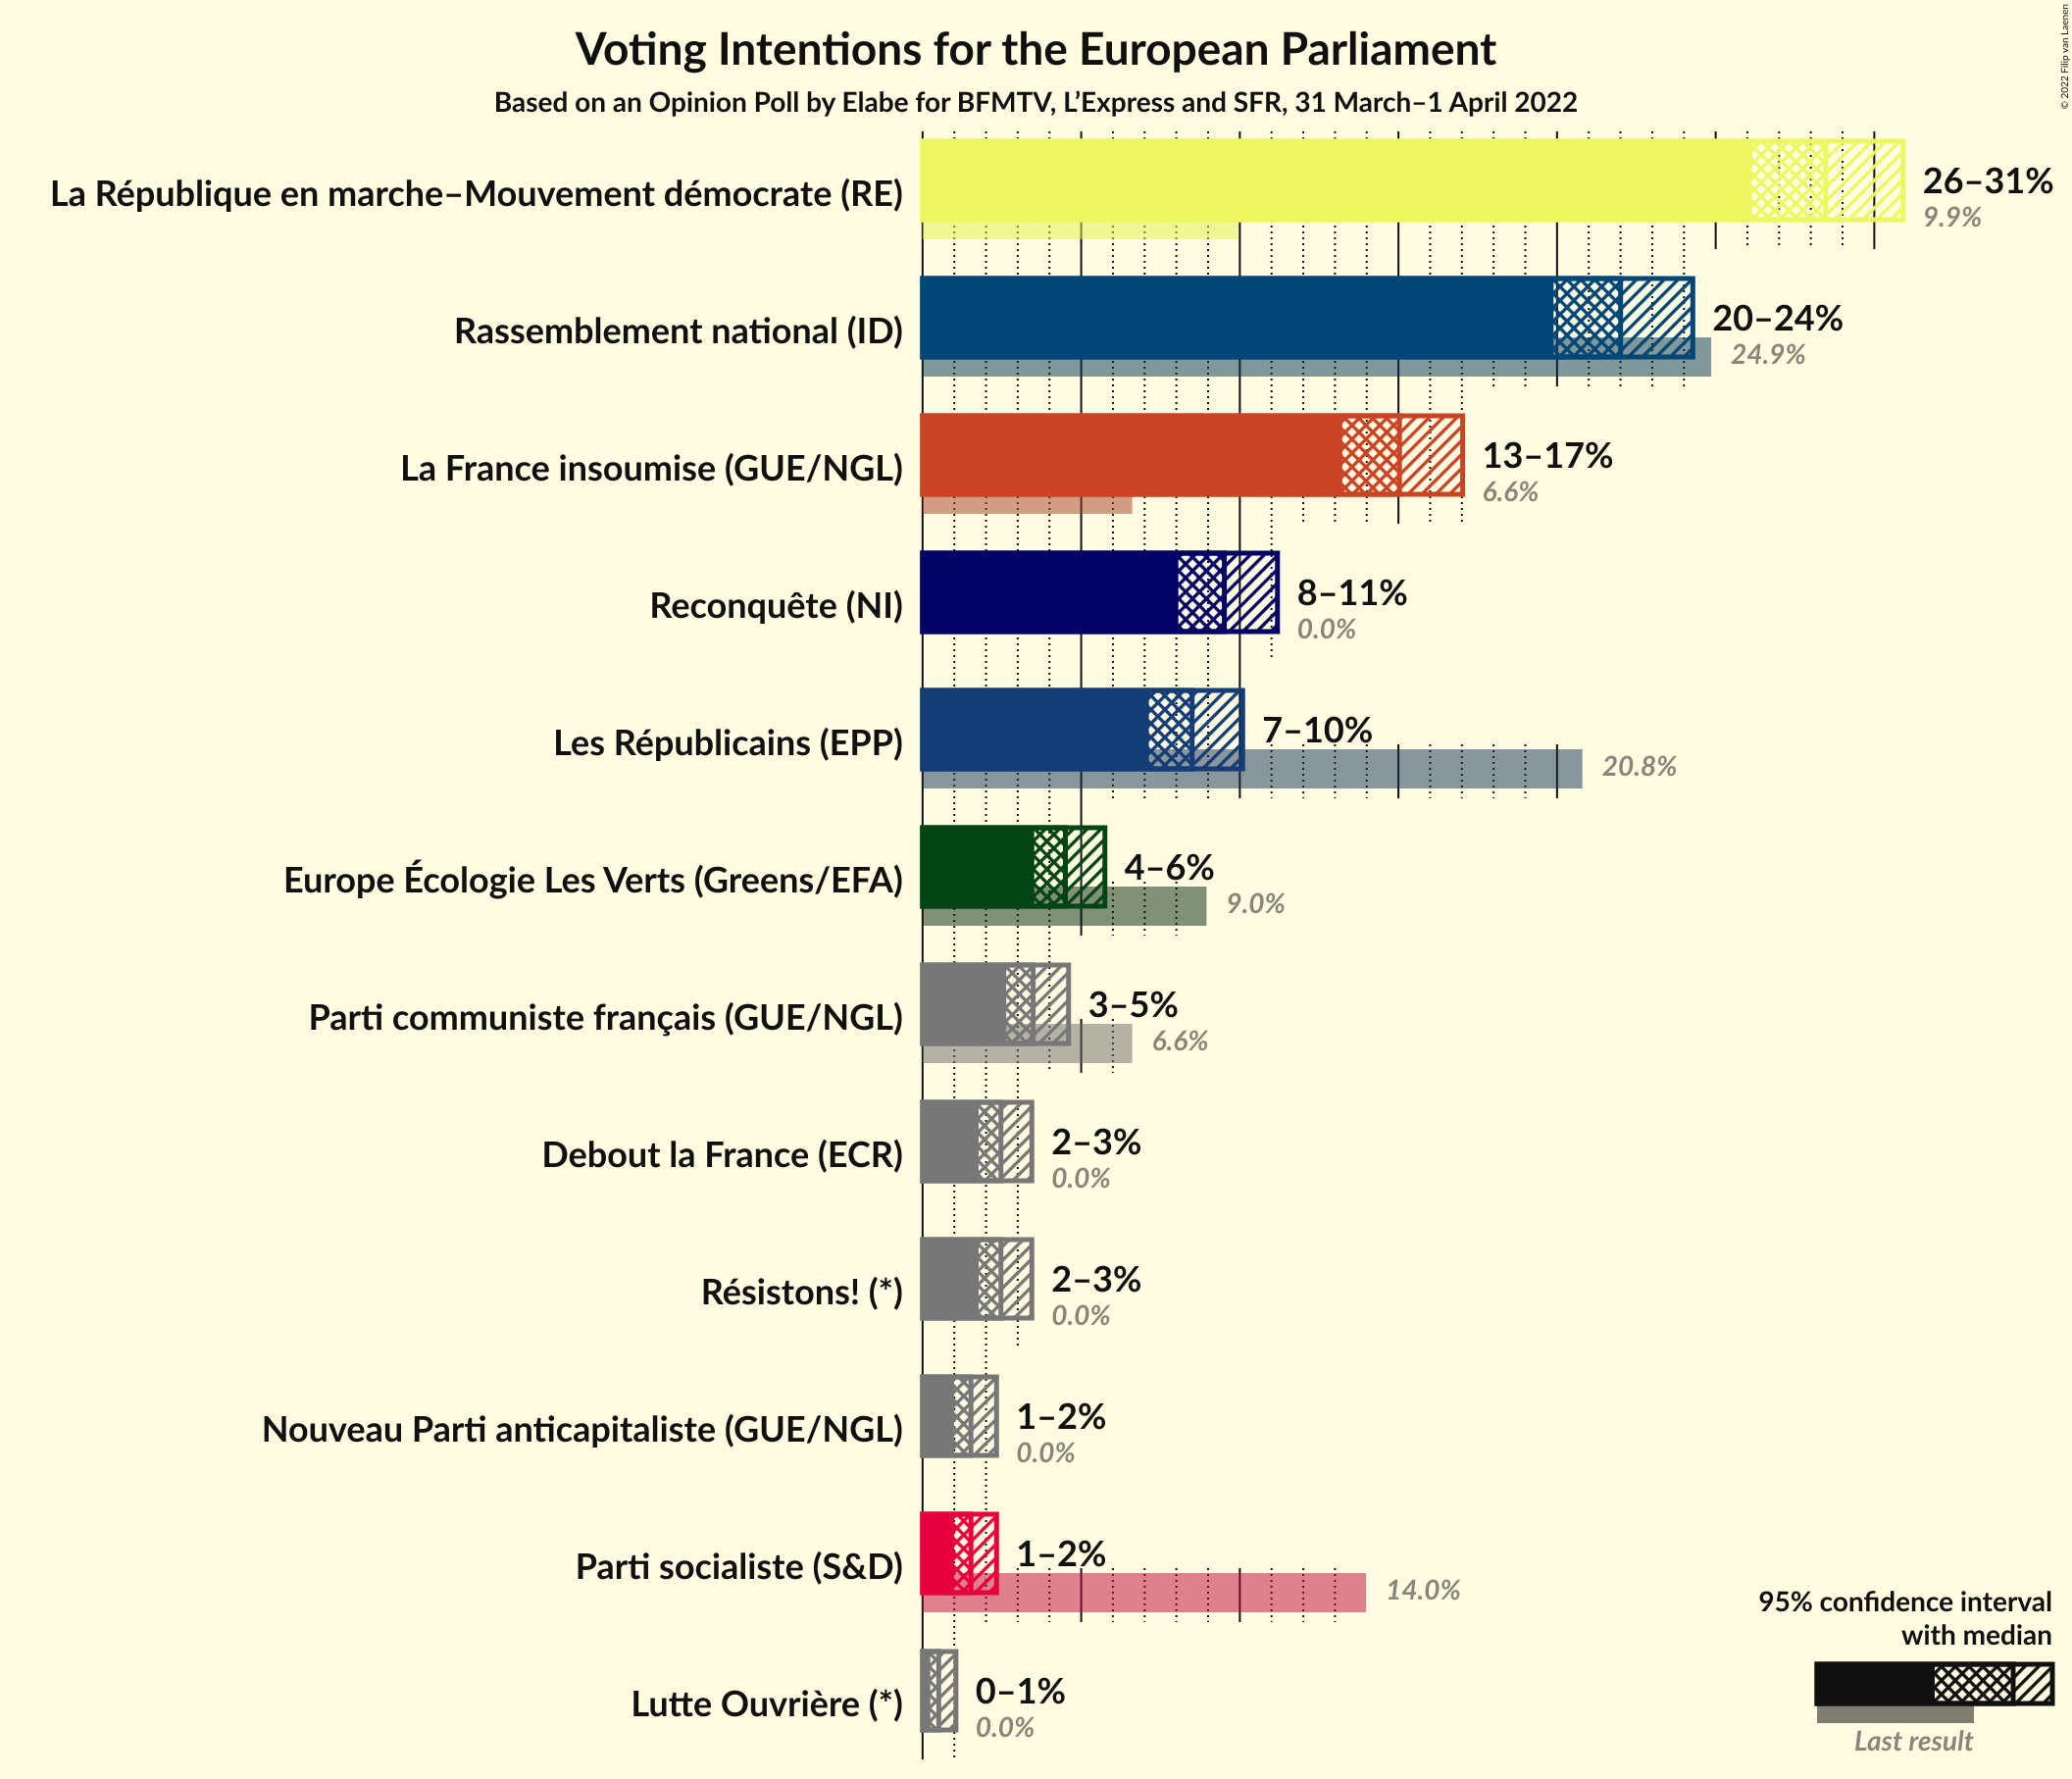 Voting Intentions for the European Parliament
Based on an Opinion Poll by Elabe for BFMTV, L’Express and SFR, 31 March–1 April 2022
© 2022 Filip van Laenen
La République en marche–Mouvement démocrate (RE)
26–31%
9.9%
Rassemblement national (ID)
20–24%
24.9%
La France insoumise (GUE/NGL)
13–17%
6.6%
Reconquête (NI)
8–11%
0.0%
Les Républicains (EPP)
7–10%
20.8%
Europe Écologie Les Verts (Greens/EFA)
4–6%
9.0%
Parti communiste français (GUE/NGL)
3–5%
6.6%
Debout la France (ECR)
2–3%
0.0%
Résistons! (*)
2–3%
0.0%
Nouveau Parti anticapitaliste (GUE/NGL)
1–2%
0.0%
Parti socialiste (S&D)
1–2%
14.0%
Lutte Ouvrière (*)
0–1%
0.0%
95% confidence interval
with median
Last result